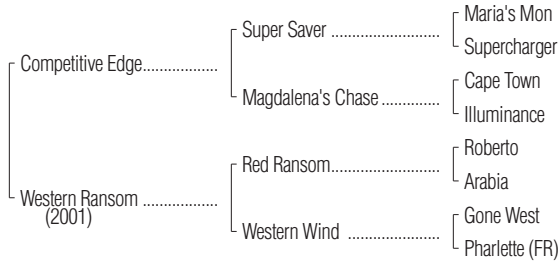 Maria's Mon
Super Saver ..........................
Supercharger
Competitive Edge..................
Cape Town
Magdalena's Chase ..............
Illuminance
Roberto
Red Ransom..........................
Arabia
Western Ransom ..................
(2001)
Gone West
Western Wind ......................
Pharlette (FR)